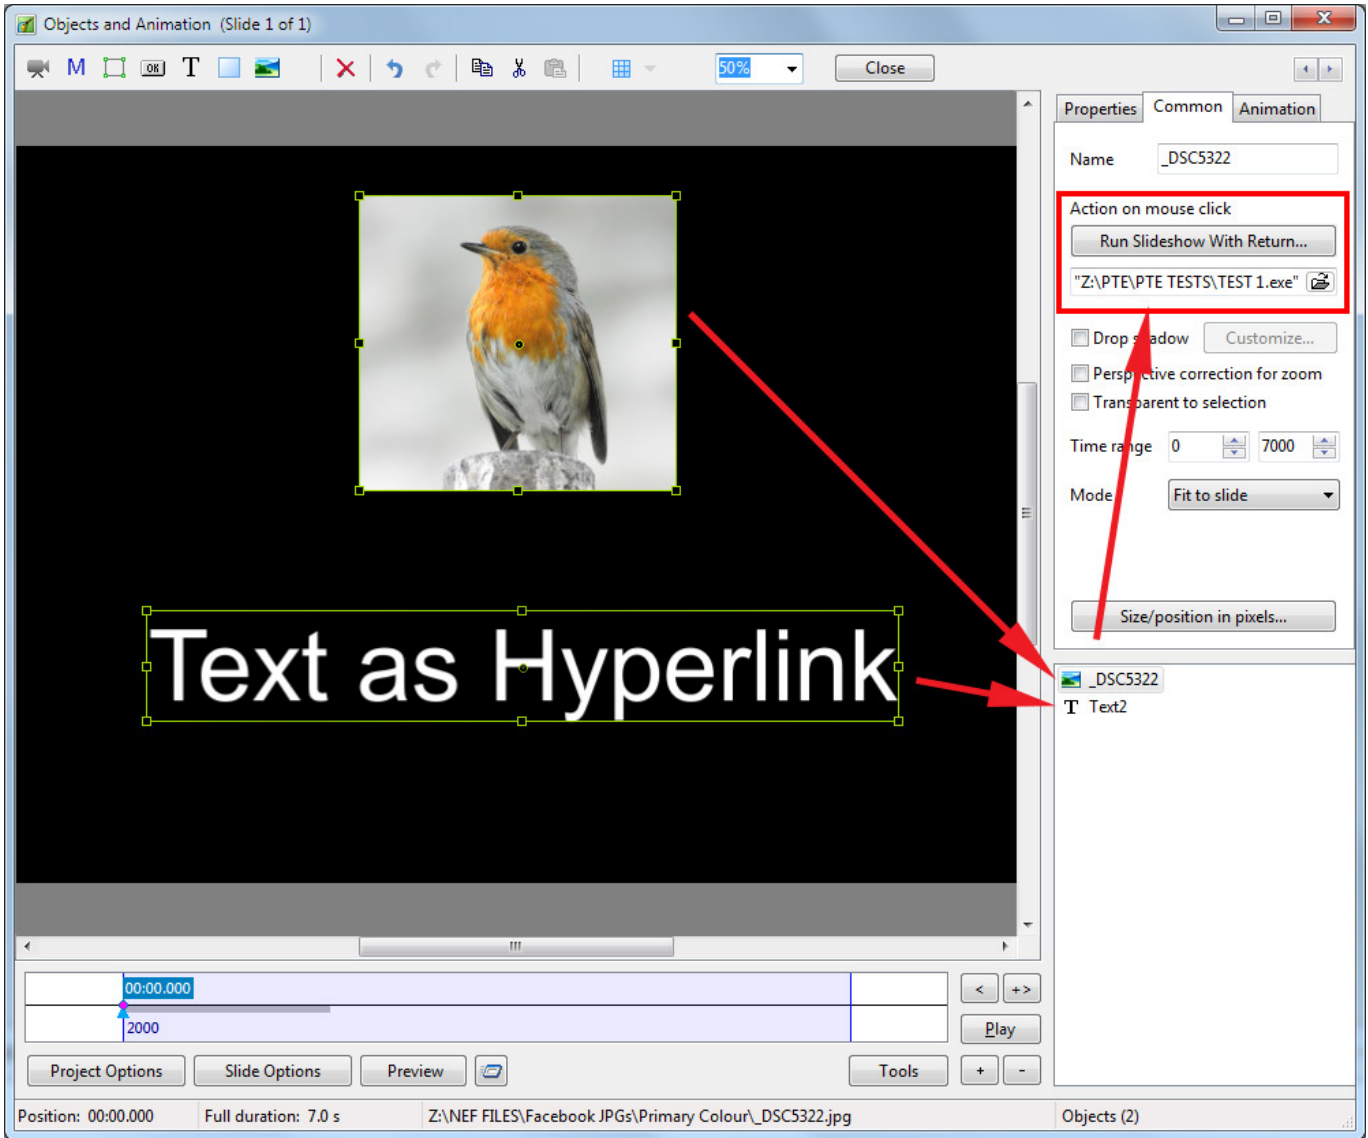 Objects and Animation (Slide 1 of 1)
M OK T 50% Close
Properties Common Animation
Name _DSC5322
Action on mouse click
Run Slideshow With Return...
"Z:\PTE\PTE TESTS\TEST 1.exe"
Drop shadow Customize...
Perspective correction for zoom
Transparent to selection
Time range 0 7000
Mode Fit to slide
Size/position in pixels...
Text as Hyperlink
_DSC5322
T Text2
00:00.000
2000
< +>
Play
Project Options Slide Options Preview Tools + -
Position: 00:00.000 Full duration: 7.0 s Z:\NEF FILES\Facebook JPGs\Primary Colour\_DSC5322.jpg Objects (2)